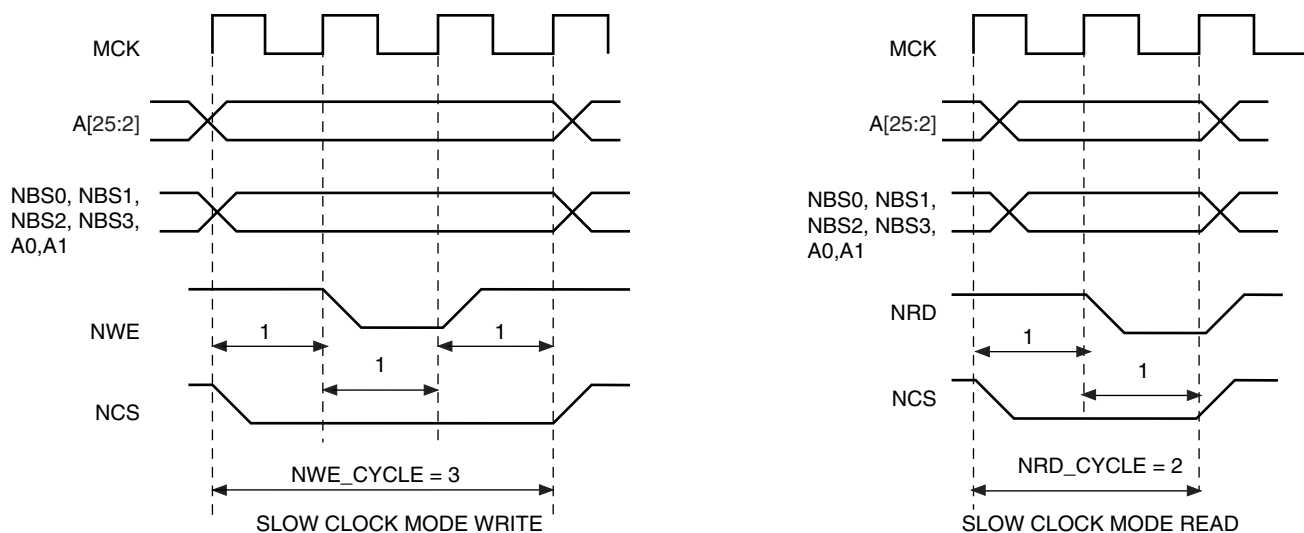 MCK
A[25:2]
NBS0, NBS1,
NBS2, NBS3,
A0,A1
NWE
1
1
1
NCS
NWE_CYCLE = 3
SLOW CLOCK MODE WRITE
MCK
A[25:2]
NBS0, NBS1,
NBS2, NBS3,
A0,A1
NRD
1
1
NCS
NRD_CYCLE = 2
SLOW CLOCK MODE READ